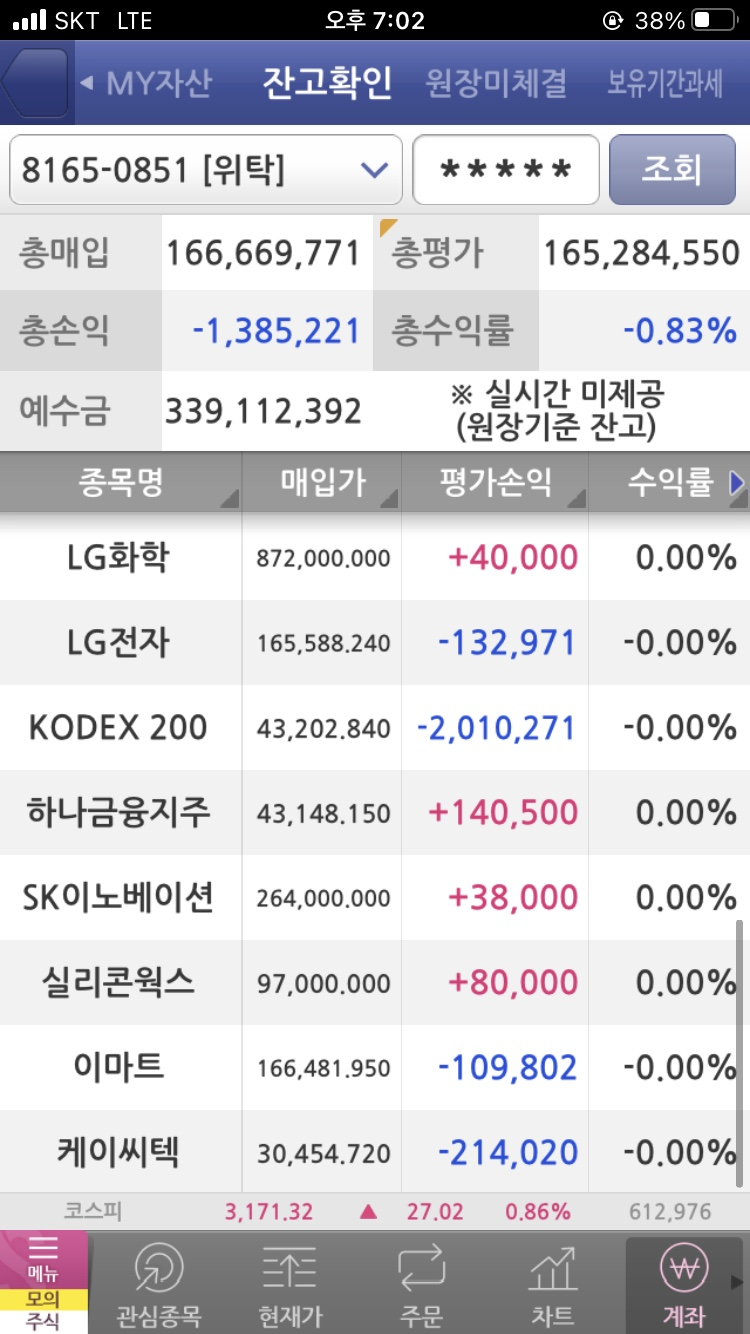 SKT LTE 오후 7:02 38%
MY자산 잔고확인 원장미체결 보유기간과세
8165-0851 [위탁] ***** 조회
총매입 166,669,771 총평가 165,284,550
총손익 -1,385,221 총수익률 -0.83%
예수금 339,112,392 ※ 실시간 미제공
(원장기준 잔고)
종목명 매입가 평가손익 수익률
LG화학 872,000.000 +40,000 0.00%
LG전자 165,588.240 -132,971 -0.00%
KODEX 200 43,202.840 -2,010,271 -0.00%
하나금융지주 43,148.150 +140,500 0.00%
SK이노베이션 264,000.000 +38,000 0.00%
실리콘웍스 97,000.000 +80,000 0.00%
이마트 166,481.950 -109,802 -0.00%
케이씨텍 30,454.720 -214,020 -0.00%
코스피 3,171.32 ▲ 27.02 0.86% 612,976
메뉴
모의
주식
관심종목 현재가 주문 차트 계좌